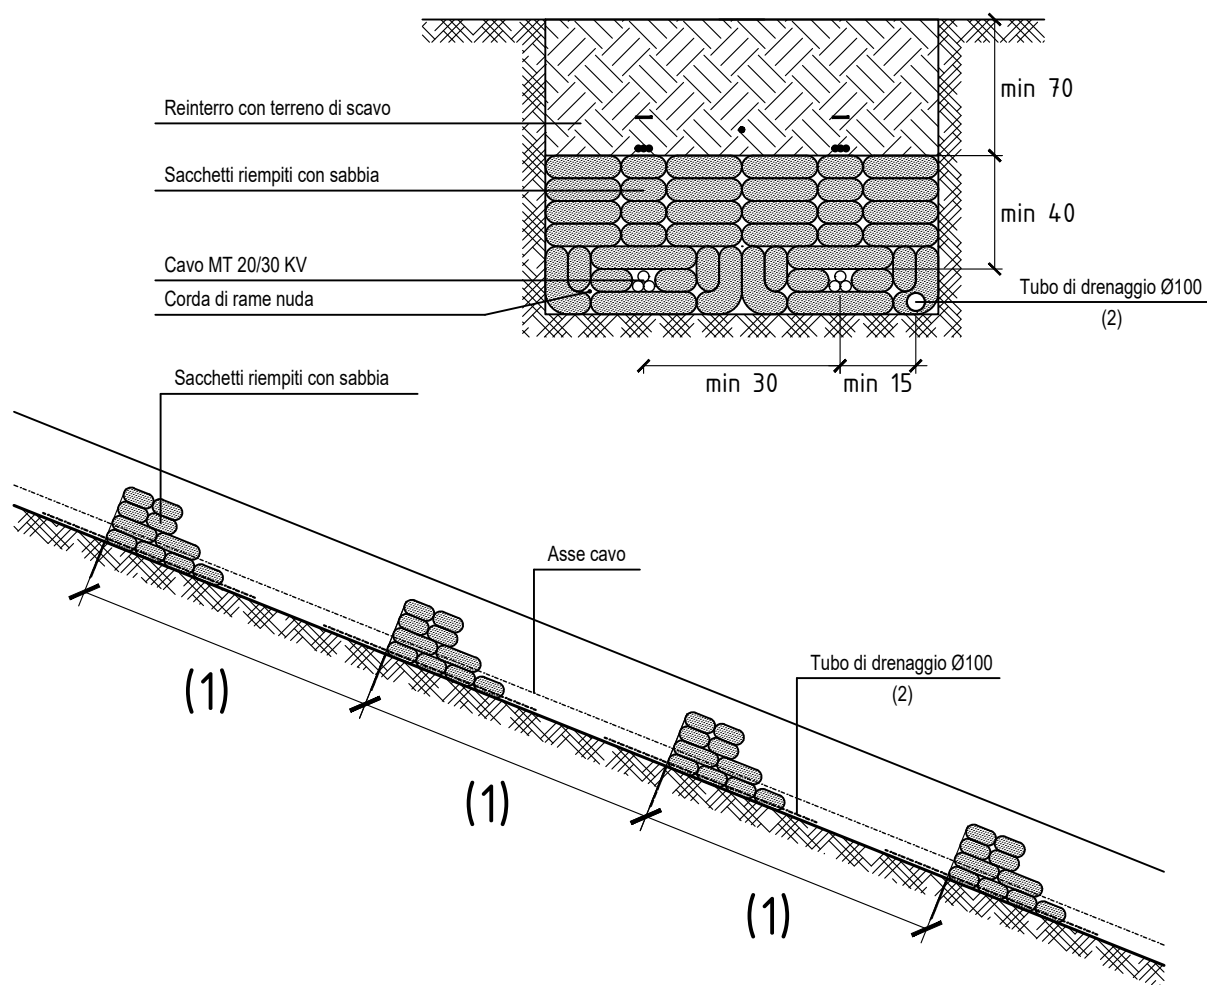 min 70
Reinterro con terreno di scavo
Sacchetti riempiti con sabbia
min 40
Cavo MT 20/30 KV
Corda di rame nuda
Tubo di drenaggio Ø100
(2)
min 30
min 15
Sacchetti riempiti con sabbia
Asse cavo
Tubo di drenaggio Ø100
(2)
(1)
(1)
(1)